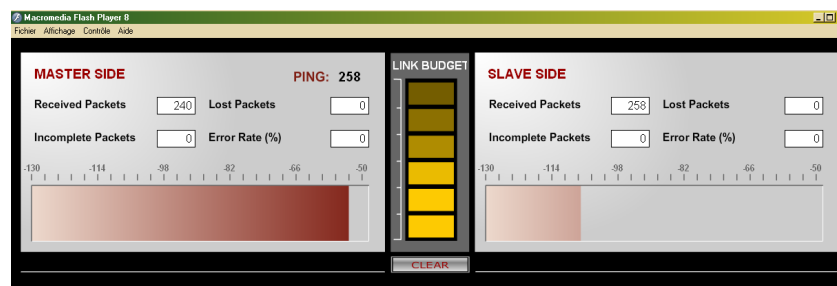 Macromedia Flash Player 8
Fichier Affichage Contrôle Aide
MASTER SIDE
PING: 258
Received Packets 240 Lost Packets 0
Incomplete Packets 0 Error Rate (%) 0
-130 -114 -98 -82 -66 -50
LINK BUDGET
CLEAR
SLAVE SIDE
Received Packets 258 Lost Packets 0
Incomplete Packets 0 Error Rate (%) 0
-130 -114 -98 -82 -66 -50